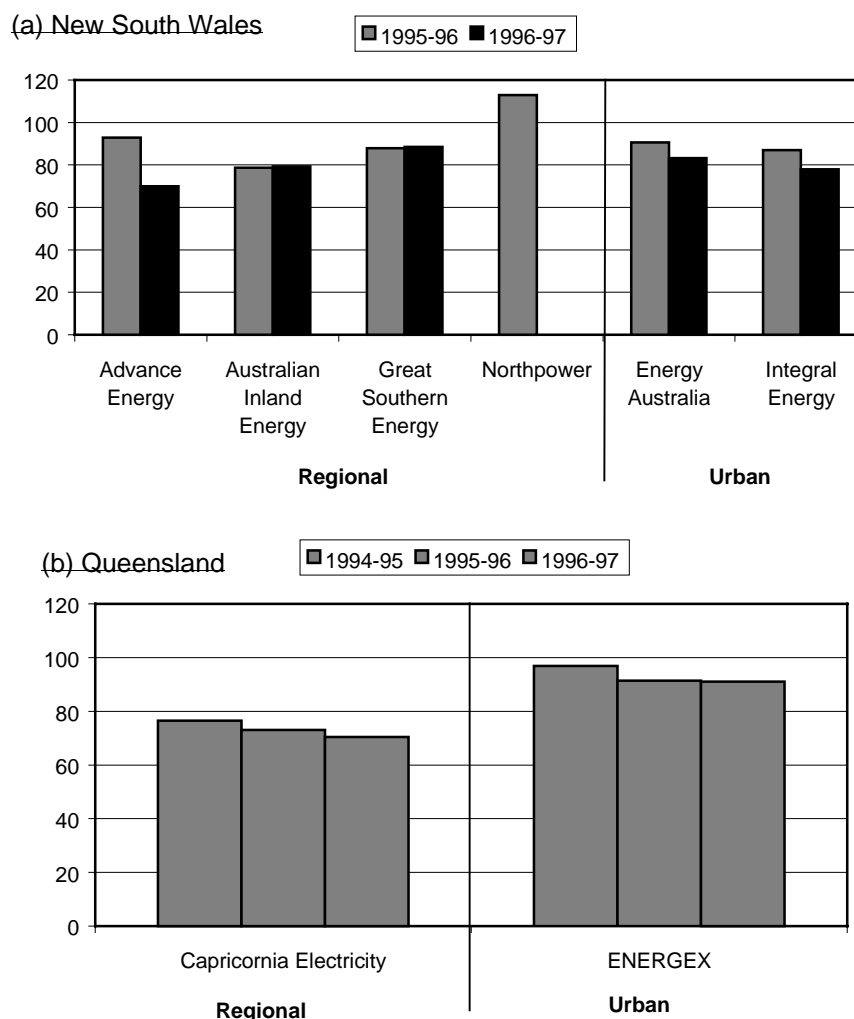 (a) New South Wales
1995-96 1996-97
120
100
80
60
40
20
0
Advance Energy
Australian Inland Energy
Great Southern Energy
Northpower
Energy Australia
Integral Energy
Regional
Urban
(b) Queensland
1994-95 1995-96 1996-97
120
100
80
60
40
20
0
Capricornia Electricity
ENERGEX
Regional
Urban